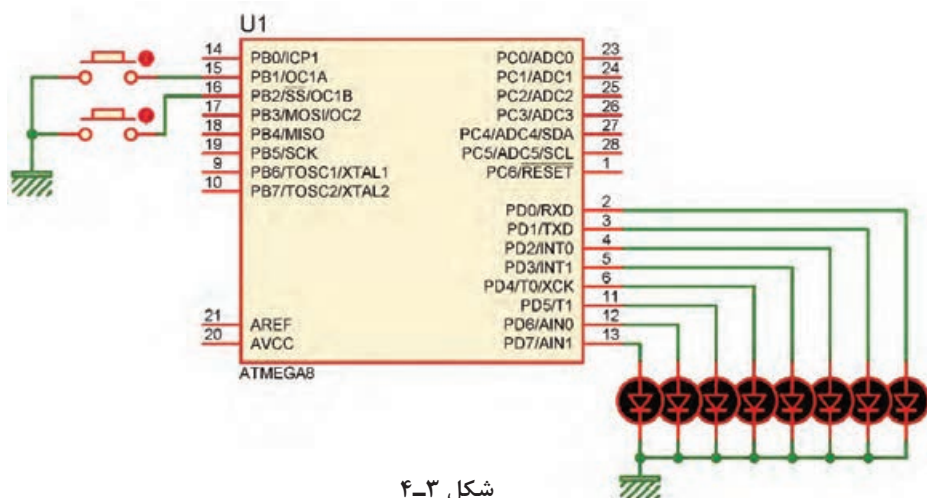 U1
14 PB0/ICP1
15 PB1/OC1A
16 PB2/SS/OC1B
17 PB3/MOSI/OC2
18 PB4/MISO
19 PB5/SCK
9 PB6/TOSC1/XTAL1
10 PB7/TOSC2/XTAL2
21 AREF
20 AVCC
PC0/ADC0 23
PC1/ADC1 24
PC2/ADC2 25
PC3/ADC3 26
PC4/ADC4/SDA 27
PC5/ADC5/SCL 28
PC6/RESET 1
PD0/RXD 2
PD1/TXD 3
PD2/INT0 4
PD3/INT1 5
PD4/T0/XCK 6
PD5/T1 11
PD6/AIN0 12
PD7/AIN1 13
ATMEGA8
شکل ۳ـ۴